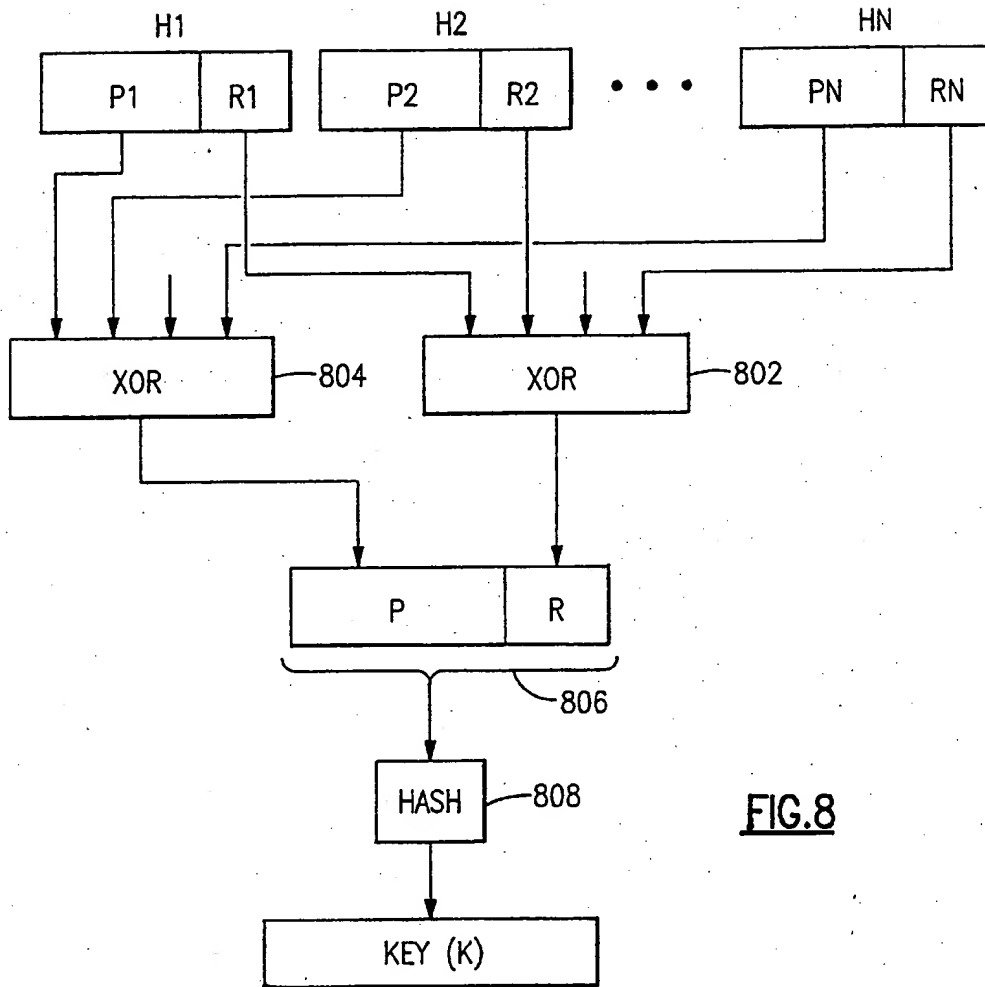 H1 H2 HN
P1 R1 P2 R2 • • • PN RN
XOR 804 XOR 802
P R
806
HASH 808
FIG.8
KEY (K)